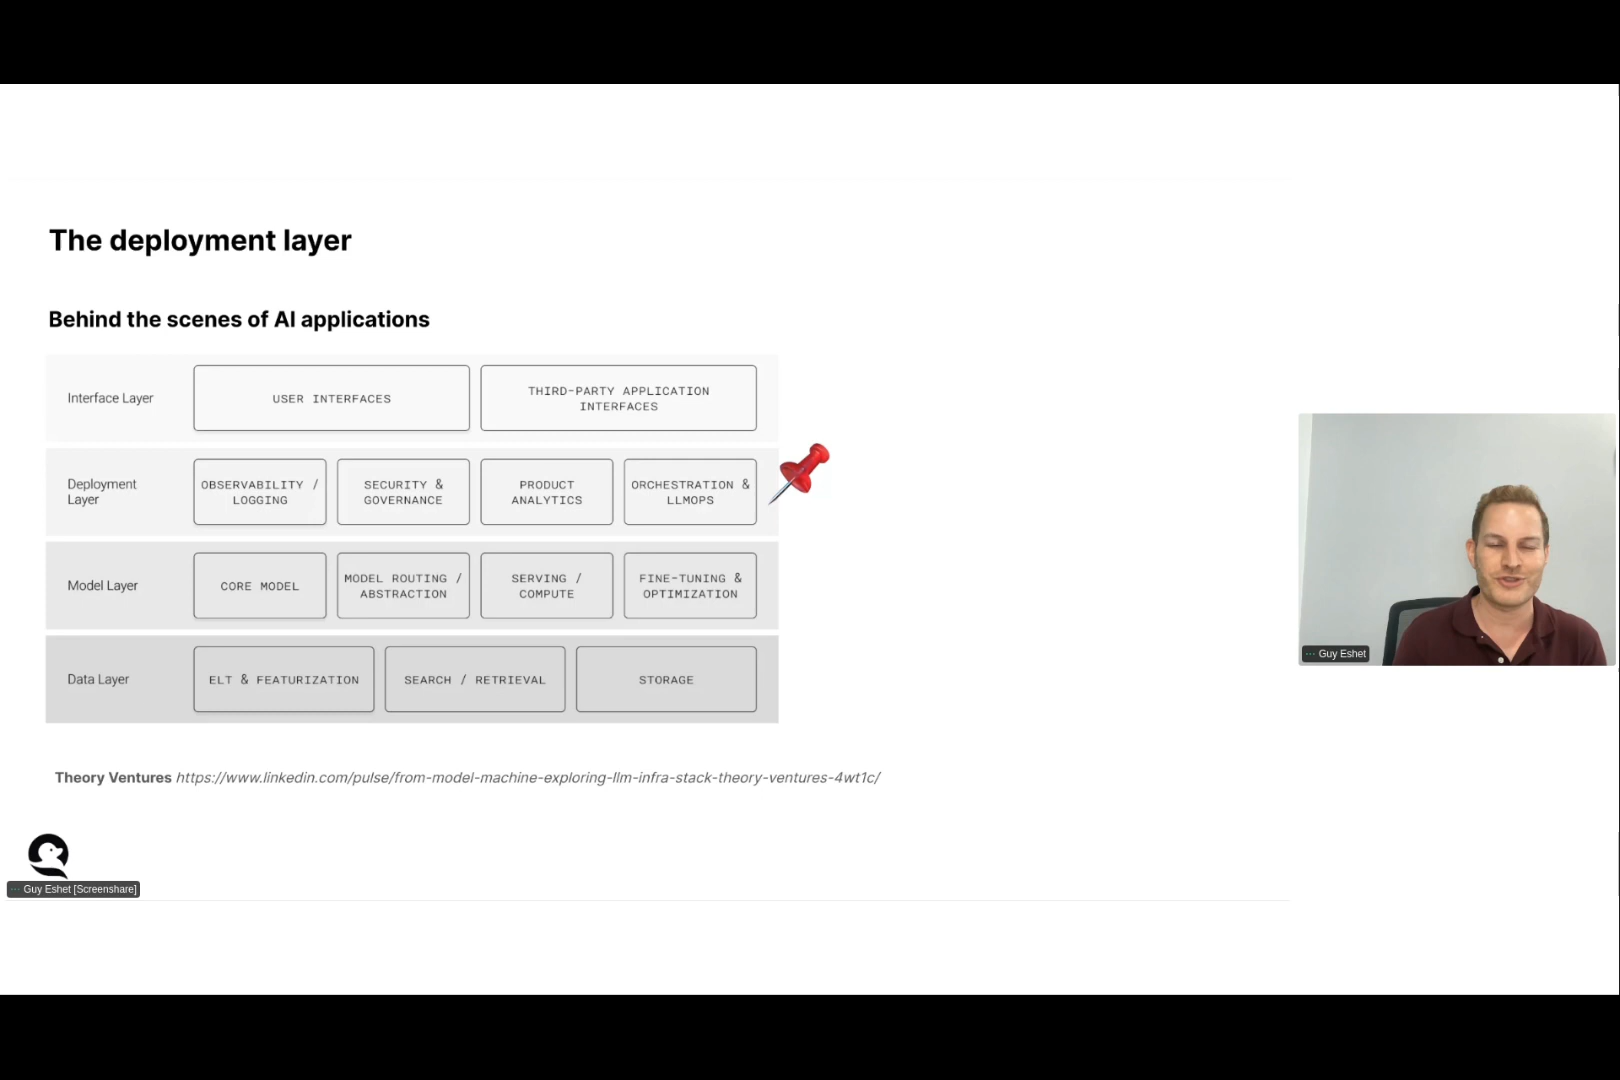 The deployment layer
Behind the scenes of AI applications
Interface Layer
USER INTERFACES
THIRD-PARTY APPLICATION
INTERFACES
Deployment
Layer
OBSERVABILITY /
LOGGING
SECURITY &
GOVERNANCE
PRODUCT
ANALYTICS
ORCHESTRATION &
LLMOPS
Model Layer
CORE MODEL
MODEL ROUTING /
ABSTRACTION
SERVING /
COMPUTE
FINE-TUNING &
OPTIMIZATION
Data Layer
ELT & FEATURIZATION
SEARCH / RETRIEVAL
STORAGE
Theory Ventures https://www.linkedin.com/pulse/from-model-machine-exploring-llm-infra-stack-theory-ventures-4wt1c/
Guy Eshet [Screenshare]
Guy Eshet